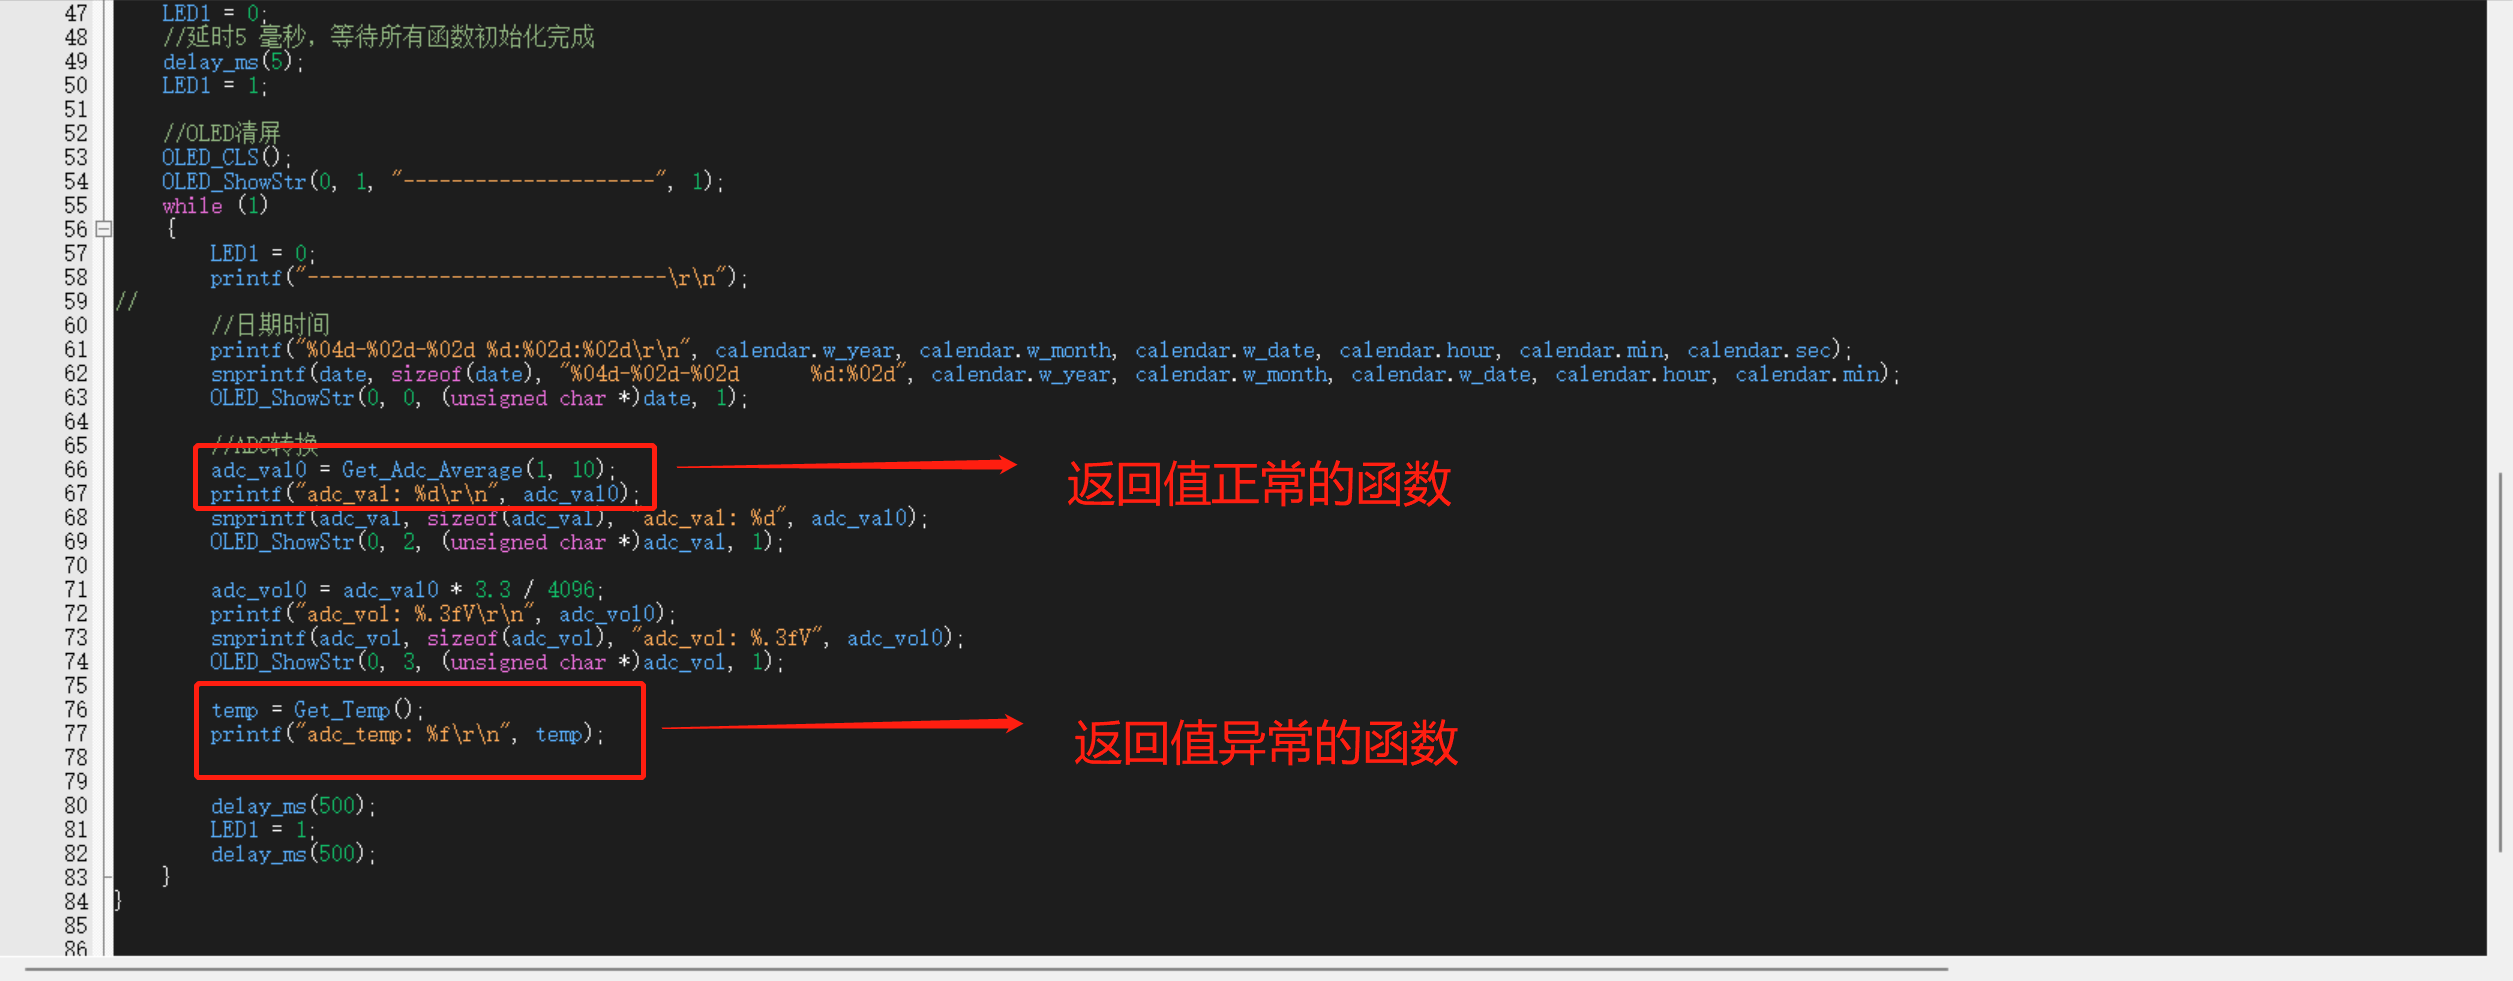 47 LED1 = 0;
48 //延时5 毫秒，等待所有函数初始化完成
49 delay_ms(5);
50 LED1 = 1;
51
52 //OLED清屏
53 OLED_CLS();
54 OLED_ShowStr(0, 1, "---------------------", 1);
55 while (1)
56 {
57 LED1 = 0;
58 printf("------------------------------\r\n");
59 //
60 //日期时间
61 printf("%04d-%02d-%02d %d:%02d:%02d\r\n", calendar.w_year, calendar.w_month, calendar.w_date, calendar.hour, calendar.min, calendar.sec);
62 snprintf(date, sizeof(date), "%04d-%02d-%02d      %d:%02d", calendar.w_year, calendar.w_month, calendar.w_date, calendar.hour, calendar.min);
63 OLED_ShowStr(0, 0, (unsigned char *)date, 1);
64
65 //ADC转换
66 adc_val0 = Get_Adc_Average(1, 10);
返回值正常的函数
67 printf("adc_val: %d\r\n", adc_val0);
68 snprintf(adc_val, sizeof(adc_val), "adc_val: %d", adc_val0);
69 OLED_ShowStr(0, 2, (unsigned char *)adc_val, 1);
70
71 adc_vol0 = adc_val0 * 3.3 / 4096;
72 printf("adc_vol: %.3fV\r\n", adc_vol0);
73 snprintf(adc_vol, sizeof(adc_vol), "adc_vol: %.3fV", adc_vol0);
74 OLED_ShowStr(0, 3, (unsigned char *)adc_vol, 1);
75
76 temp = Get_Temp();
77 printf("adc_temp: %f\r\n", temp);
返回值异常的函数
78
79
80 delay_ms(500);
81 LED1 = 1;
82 delay_ms(500);
83 }
84 }
85
86